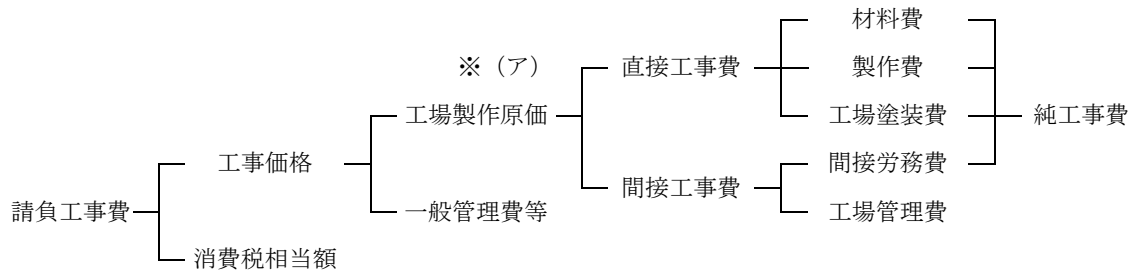 材料費
※（ア）
直接工事費
製作費
工場製作原価
工場塗装費
純工事費
工事価格
間接労務費
間接工事費
請負工事費
一般管理費等
工場管理費
消費税相当額